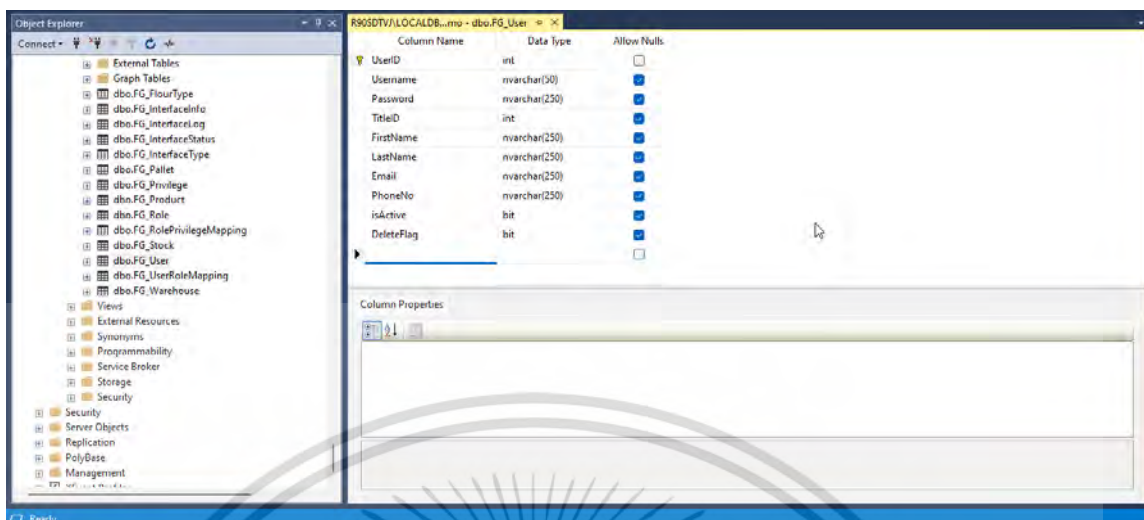 Object Explorer
Connect
External Tables
Graph Tables
dbo.FG_FlourType
dbo.FG_InterfaceInfo
dbo.FG_InterfaceLog
dbo.FG_InterfaceStatus
dbo.FG_InterfaceType
dbo.FG_Pallet
dbo.FG_Privilege
dbo.FG_Product
dbo.FG_Role
dbo.FG_RolePrivilegeMapping
dbo.FG_Stock
dbo.FG_User
dbo.FG_UserRoleMapping
dbo.FG_Warehouse
Views
External Resources
Synonyms
Programmability
Service Broker
Storage
Security
Security
Server Objects
Replication
PolyBase
Management
R90SDTVJ\LOCALDB...mo - dbo.FG_User
Column Name Data Type Allow Nulls
UserID int
Username nvarchar(50)
Password nvarchar(250)
TitleID int
FirstName nvarchar(250)
LastName nvarchar(250)
Email nvarchar(250)
PhoneNo nvarchar(250)
isActive bit
DeleteFlag bit
Column Properties
Ready